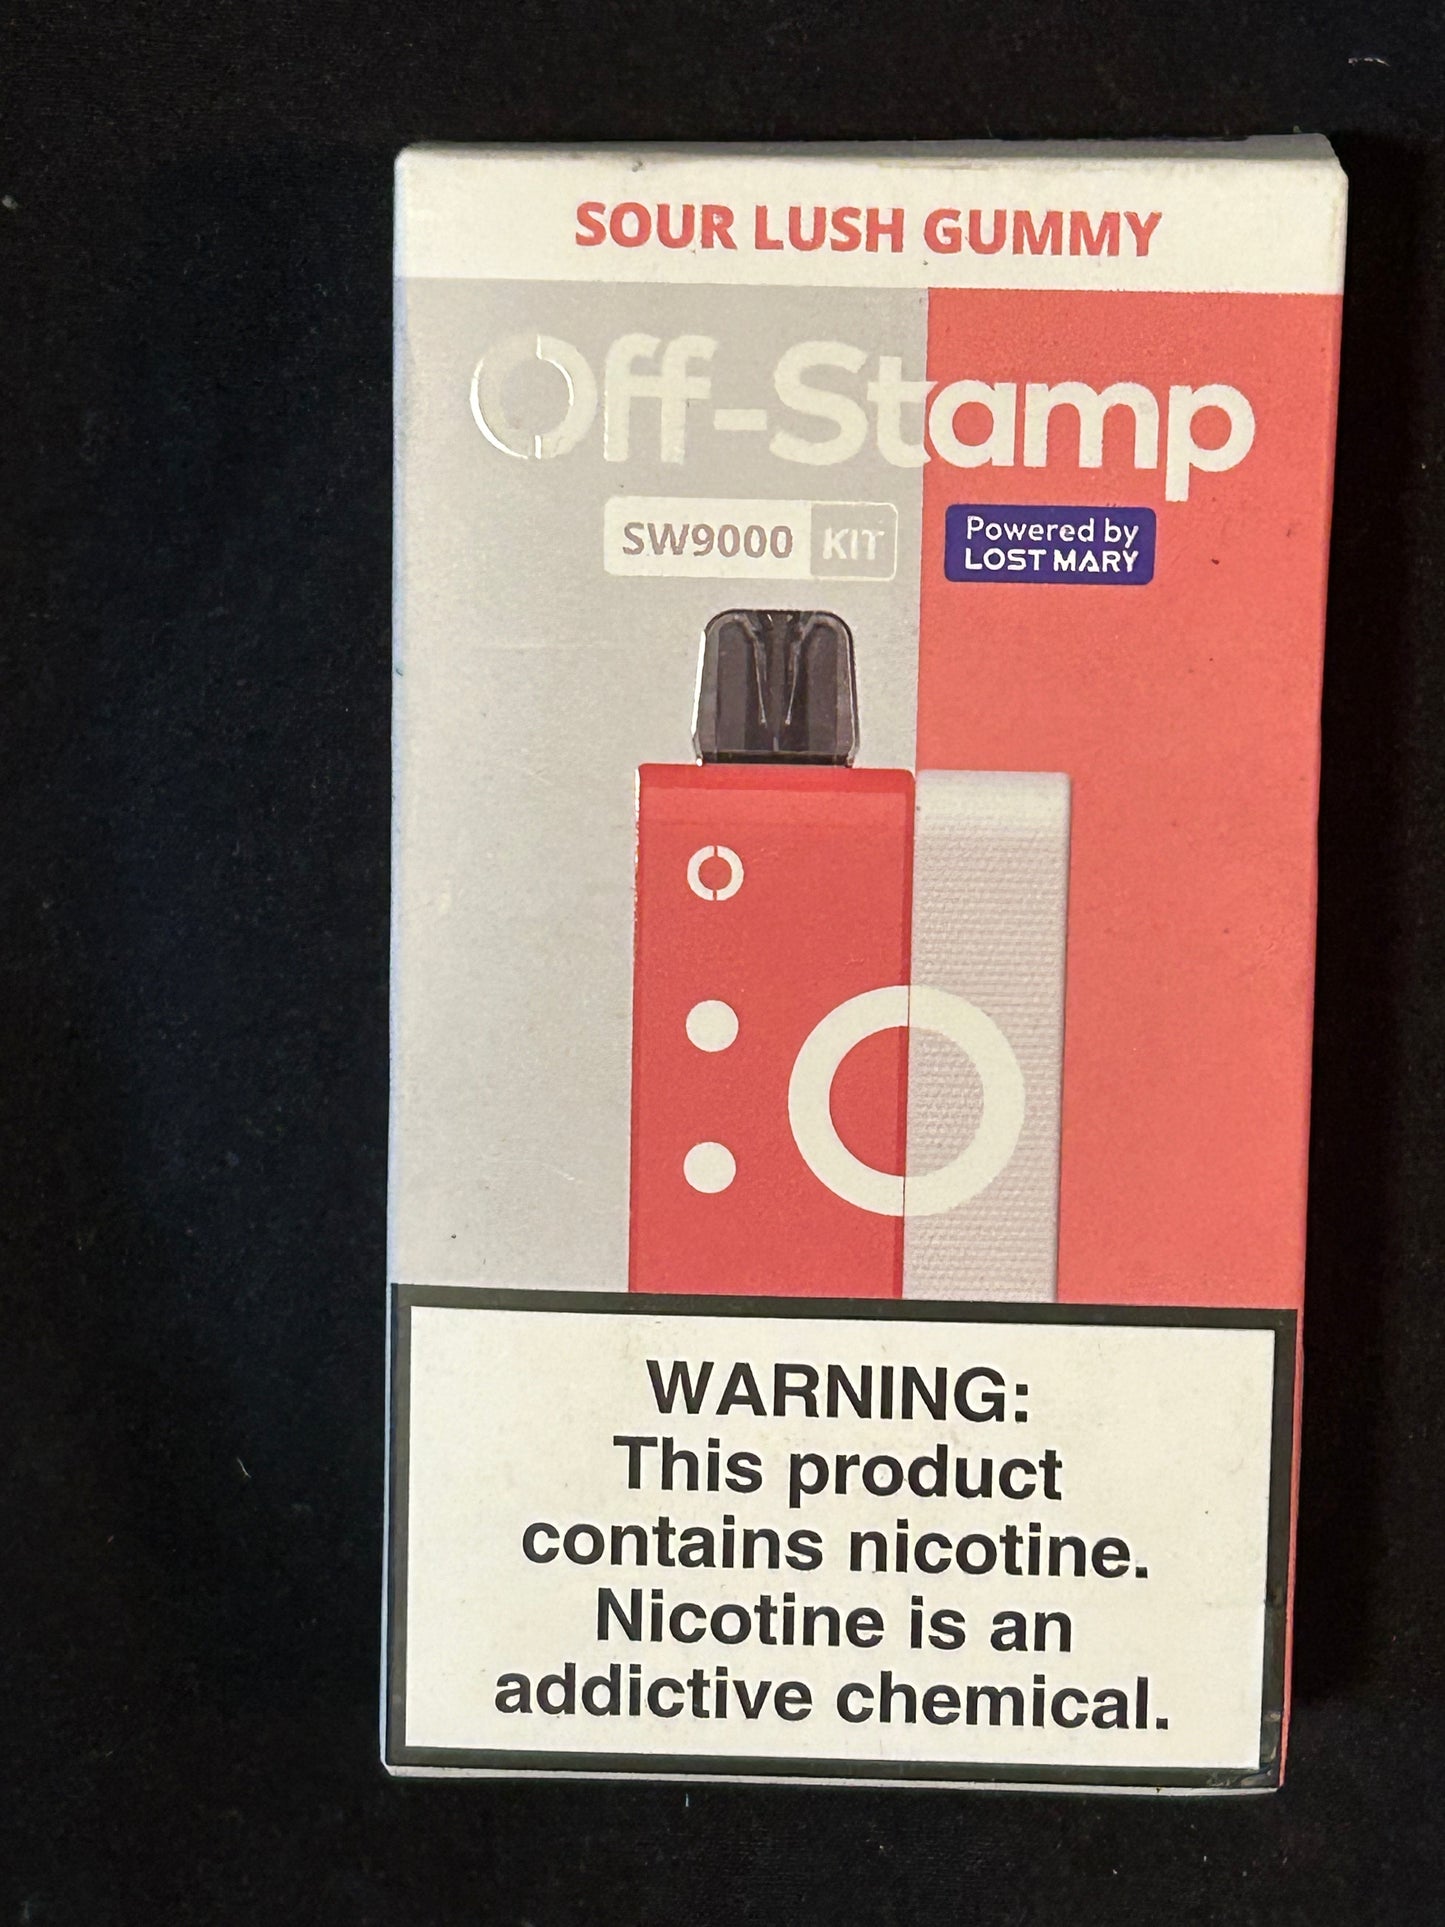 SOUR LUSH GUMMY
Off-Stamp
SW9000 KIT
Powered by
LOST MARY
WARNING:
This product
contains nicotine.
Nicotine is an
addictive chemical.